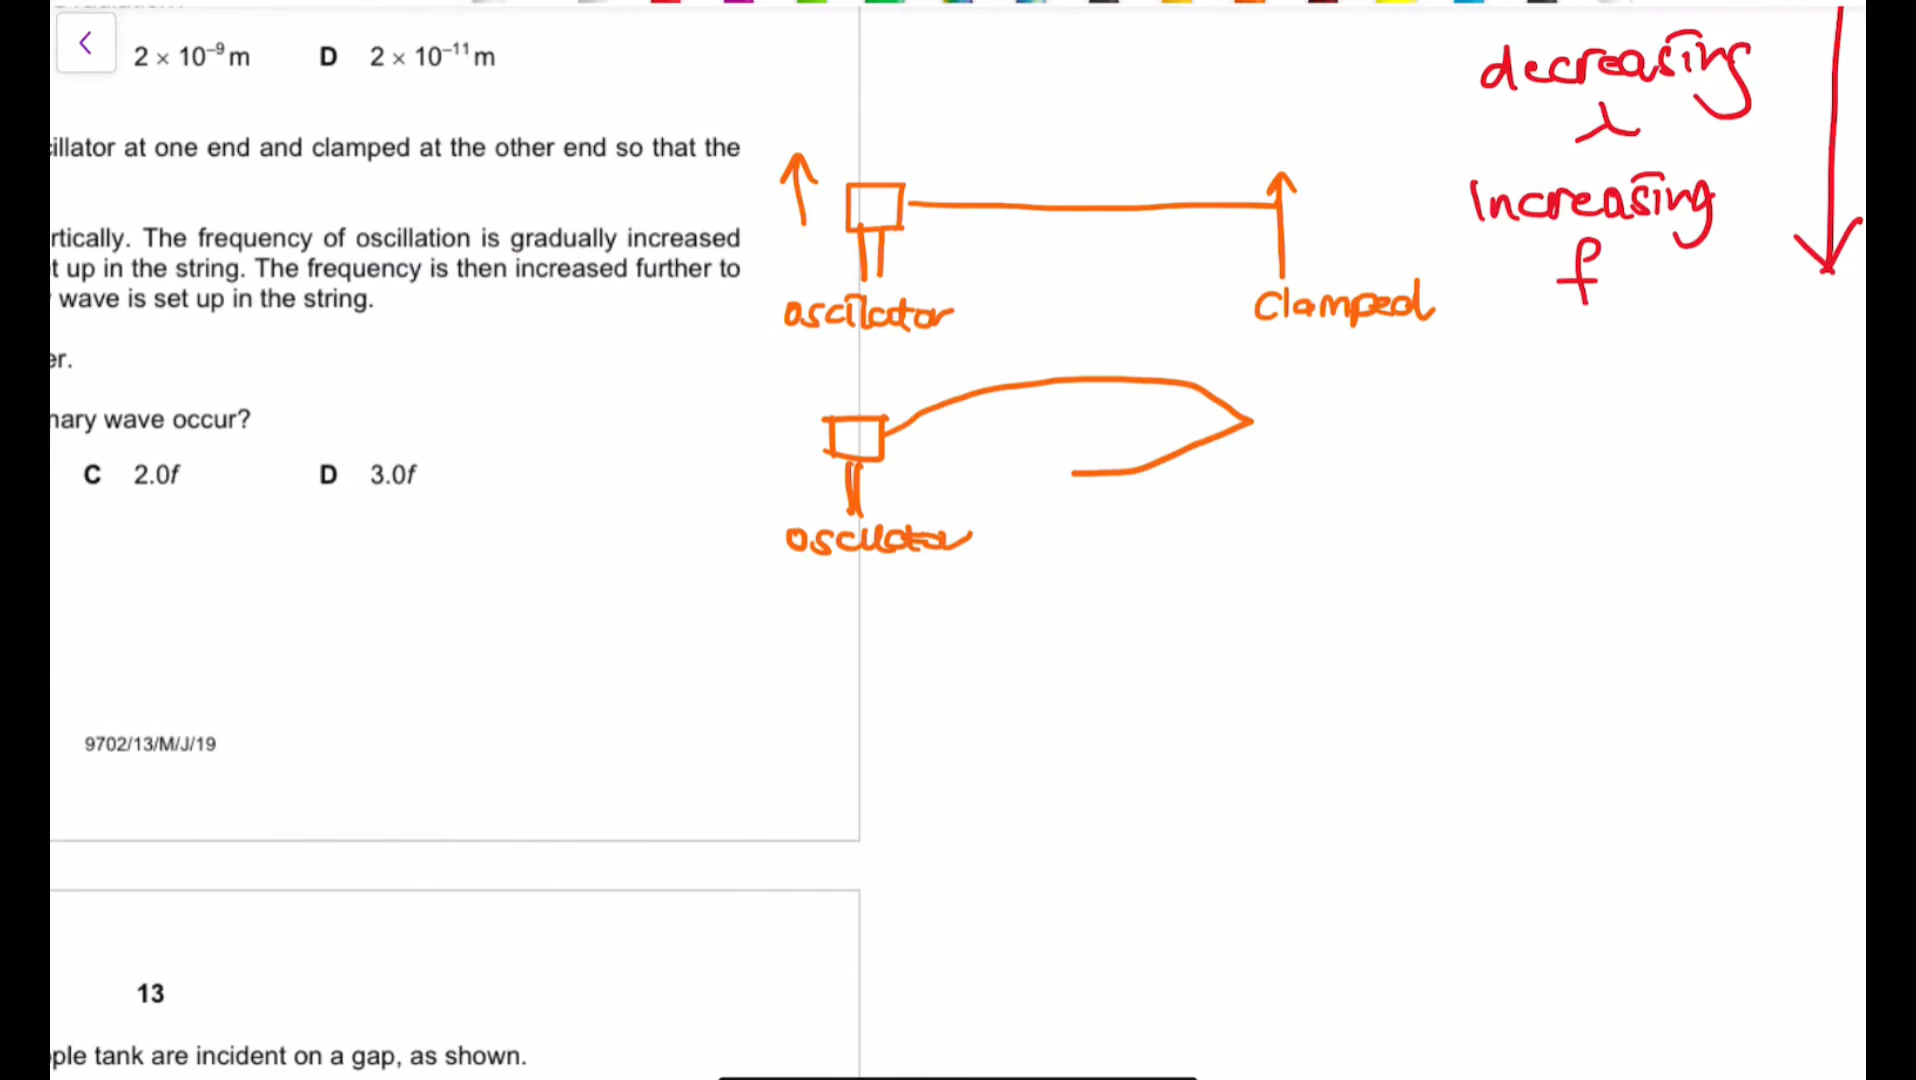 2 × 10⁻⁹ m D 2 × 10⁻¹¹ m
illator at one end and clamped at the other end so that the
rtically. The frequency of oscillation is gradually increased
t up in the string. The frequency is then increased further to
wave is set up in the string.
er.
nary wave occur?
C 2.0f D 3.0f
9702/13/M/J/19
13
ple tank are incident on a gap, as shown.
oscilator
Clamped
oscilator
decreasing
λ
Increasing
f